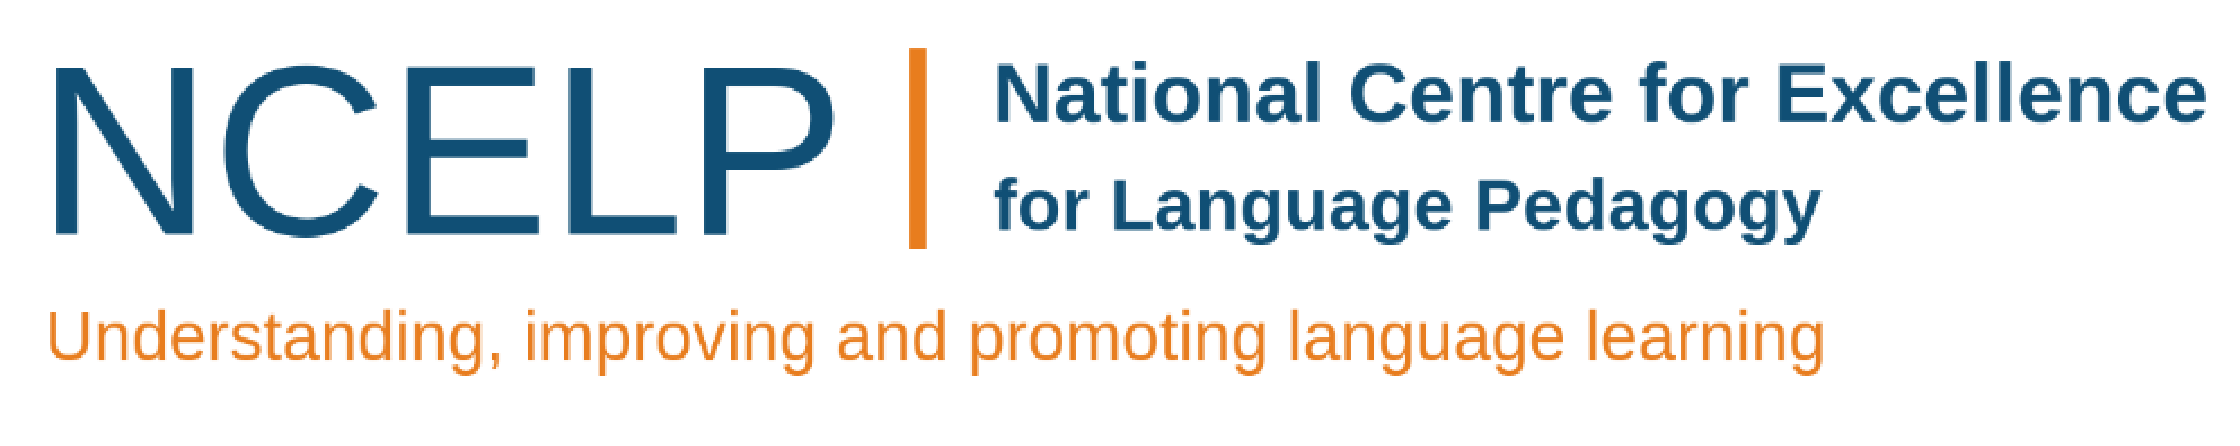 NCELP
National Centre for Excellence
for Language Pedagogy
Understanding, improving and promoting language learning